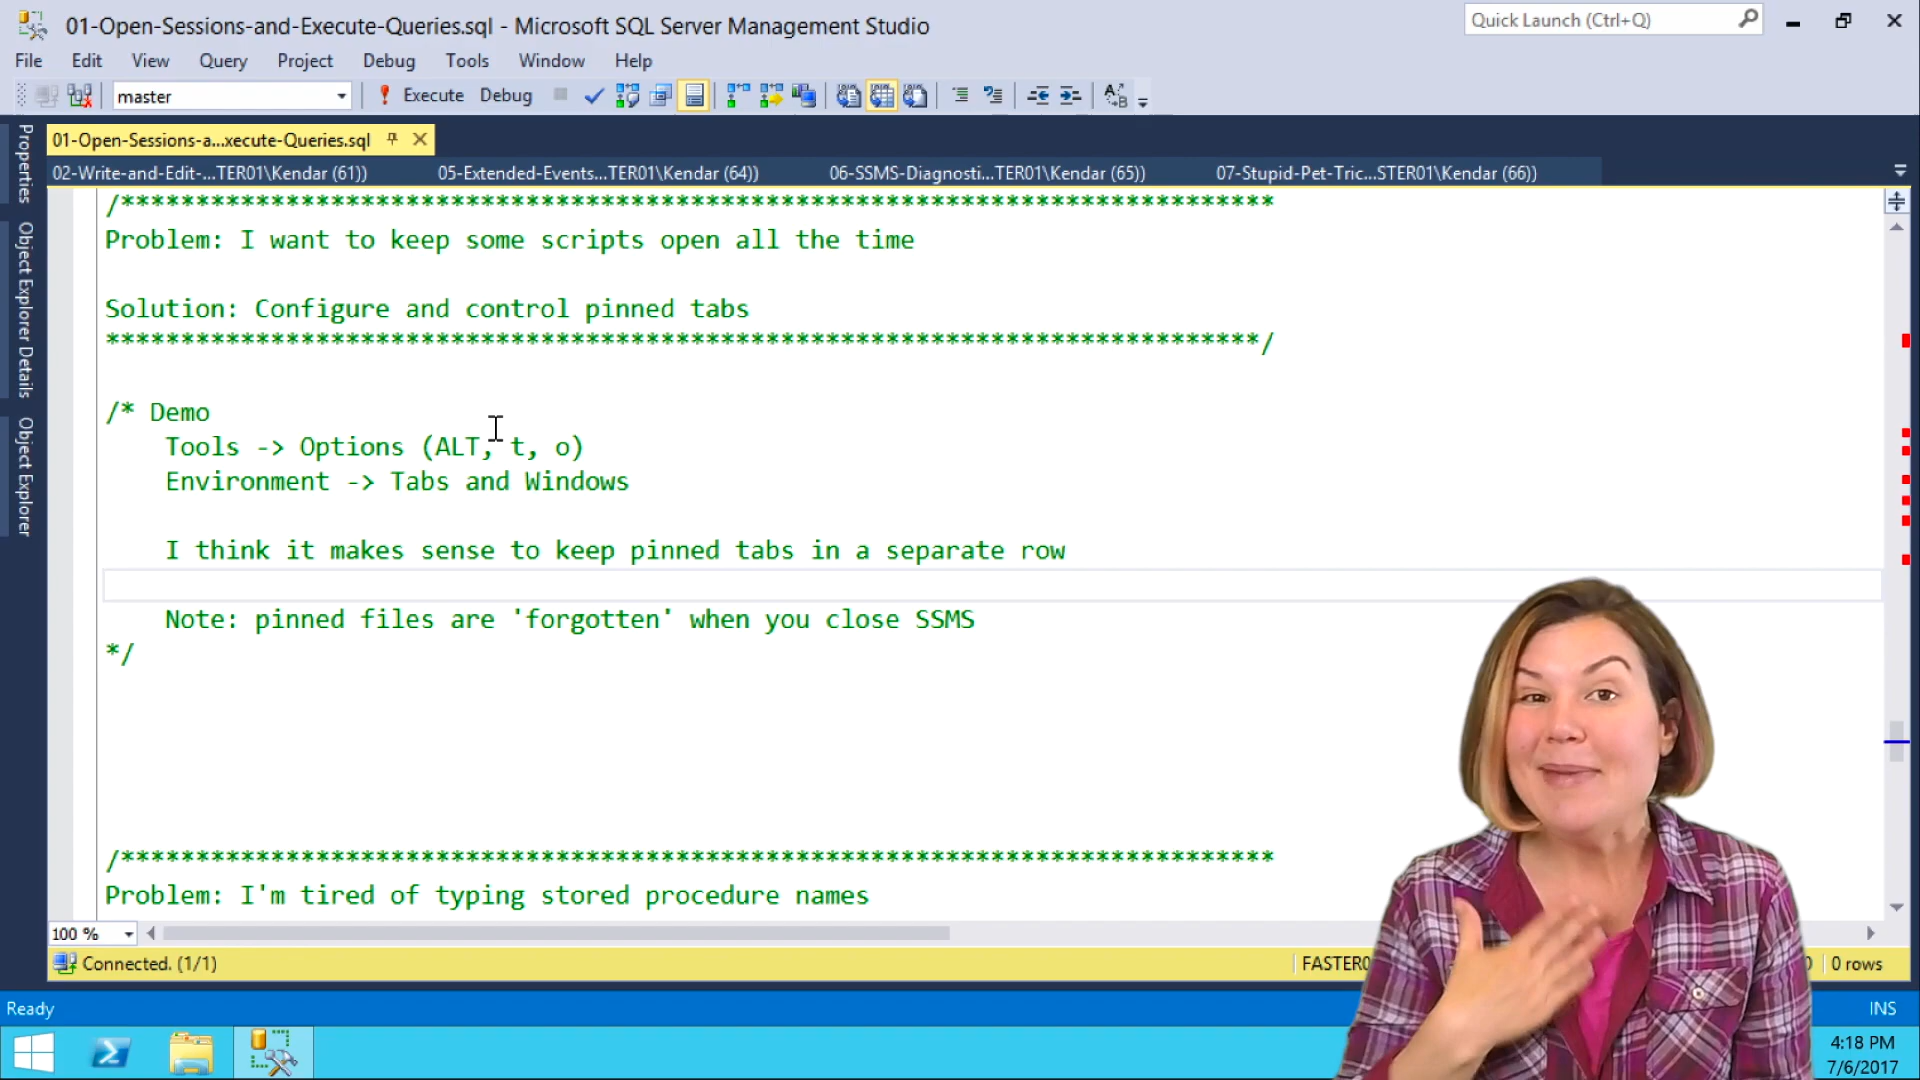 01-Open-Sessions-and-Execute-Queries.sql - Microsoft SQL Server Management Studio
Quick Launch (Ctrl+Q)
File Edit View Query Project Debug Tools Window Help
master
Execute Debug
01-Open-Sessions-a...xecute-Queries.sql
02-Write-and-Edit-...TER01\Kendar (61)) 05-Extended-Events...TER01\Kendar (64)) 06-SSMS-Diagnosti...TER01\Kendar (65)) 07-Stupid-Pet-Tric...STER01\Kendar (66))
Properties
Object Explorer Details
Object Explorer
/******************************************************************************
Problem: I want to keep some scripts open all the time
Solution: Configure and control pinned tabs
*****************************************************************************/
/* Demo
Tools -> Options (ALT, t, o)
Environment -> Tabs and Windows
I think it makes sense to keep pinned tabs in a separate row
Note: pinned files are 'forgotten' when you close SSMS
*/
/******************************************************************************
Problem: I'm tired of typing stored procedure names
100 %
Connected. (1/1)
FASTER0
0 rows
Ready
INS
4:18 PM
7/6/2017